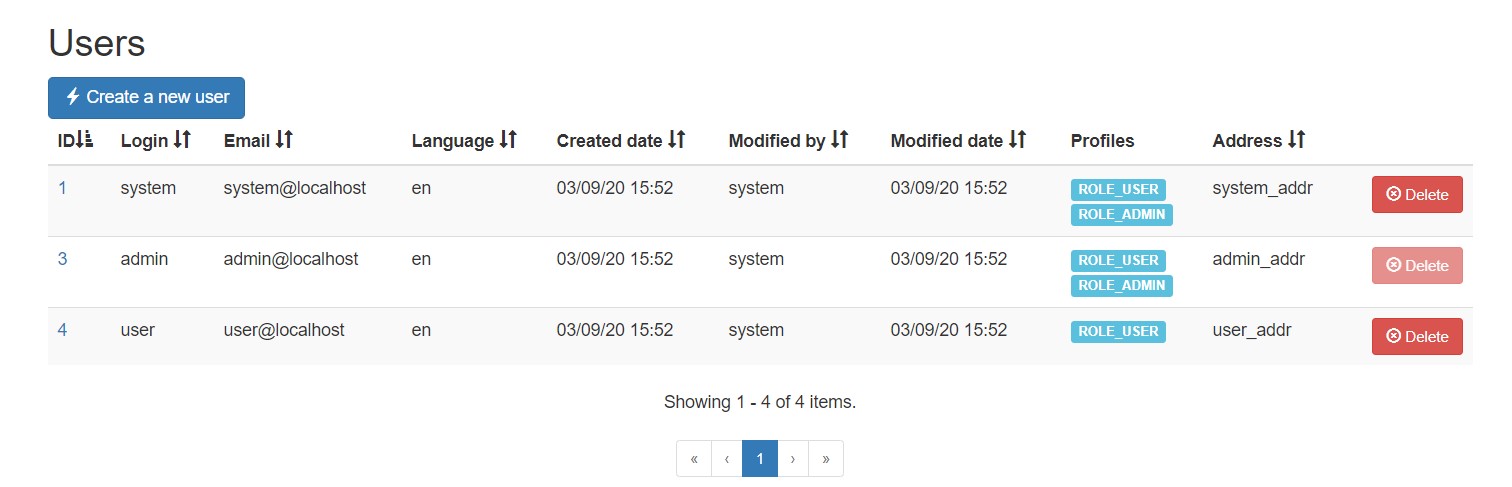 Users
Create a new user
ID Login Email Language Created date Modified by Modified date Profiles Address
1 system system@localhost en 03/09/20 15:52 system 03/09/20 15:52 ROLE_USER system_addr Delete
ROLE_ADMIN
3 admin admin@localhost en 03/09/20 15:52 system 03/09/20 15:52 ROLE_USER admin_addr Delete
ROLE_ADMIN
4 user user@localhost en 03/09/20 15:52 system 03/09/20 15:52 ROLE_USER user_addr Delete
Showing 1 - 4 of 4 items.
« ‹ 1 › »